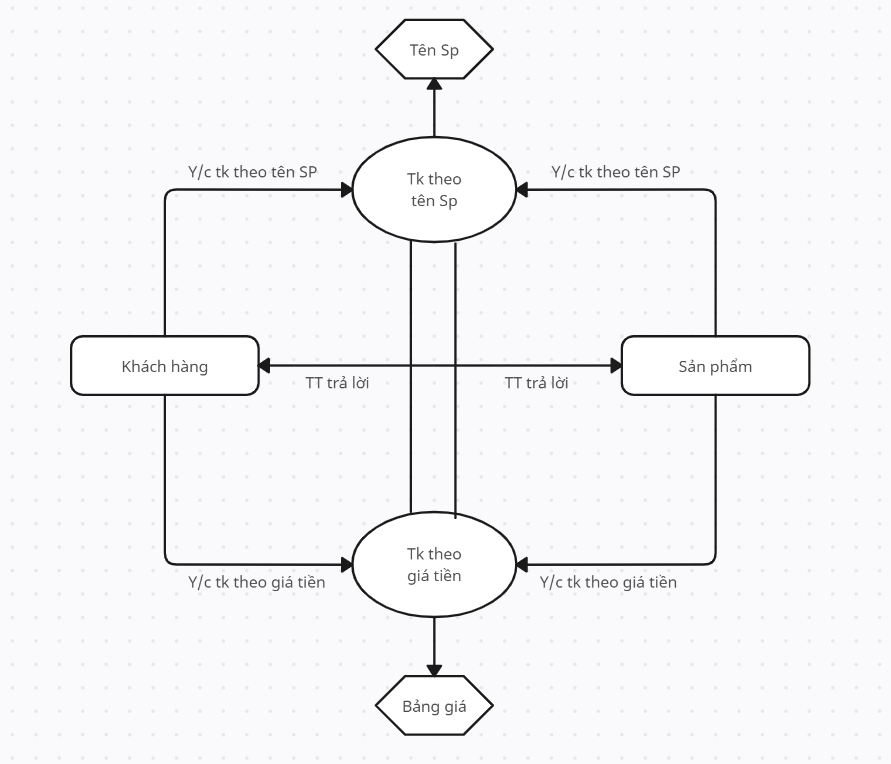 Tên Sp
Y/c tk theo tên SP
Tk theo
tên Sp
Y/c tk theo tên SP
Khách hàng
TT trả lời
TT trả lời
Sản phẩm
Tk theo
giá tiền
Y/c tk theo giá tiền
Y/c tk theo giá tiền
Bảng giá